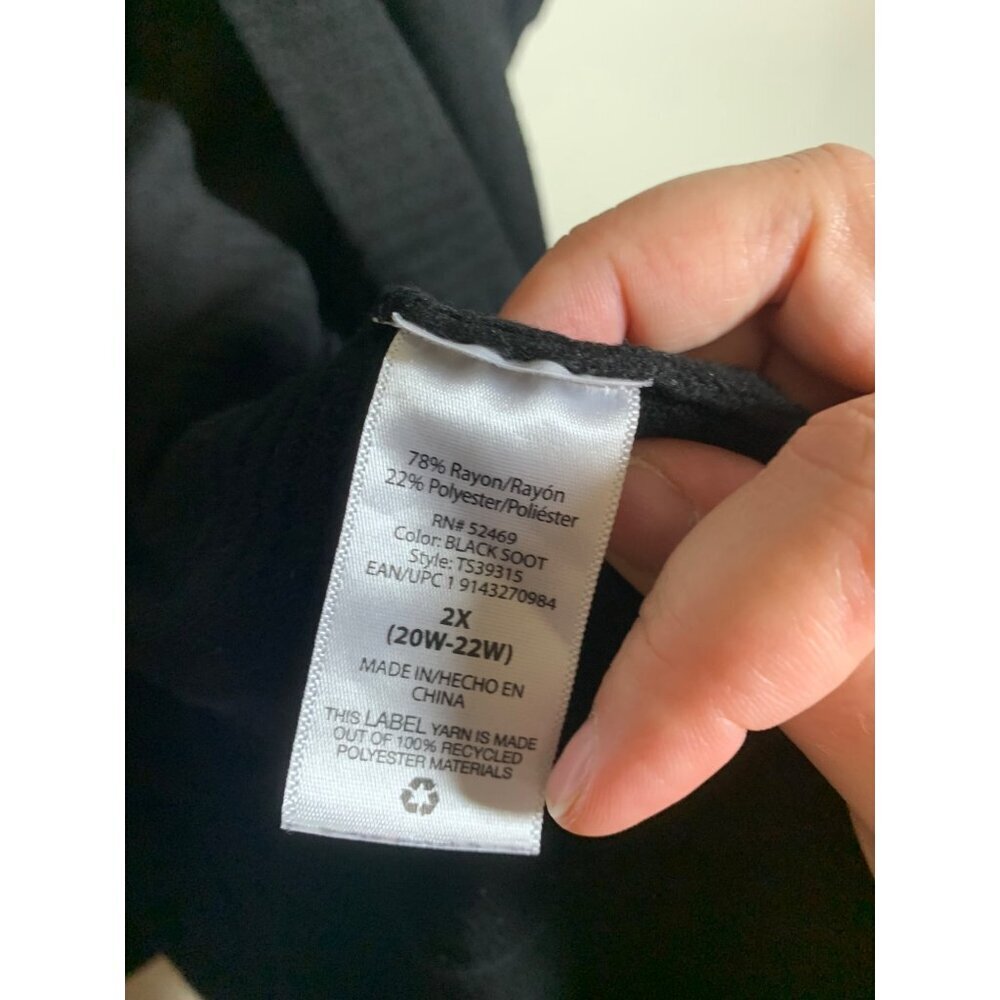 78% Rayon/Rayón
22% Polyester/Poliéster
RN# 52469
Color: BLACK SOOT
Style: TS39315
EAN/UPC 1 9143270984
2X
(20W-22W)
MADE IN/HECHO EN
CHINA
THIS LABEL YARN IS MADE
OUT OF 100% RECYCLED
POLYESTER MATERIALS